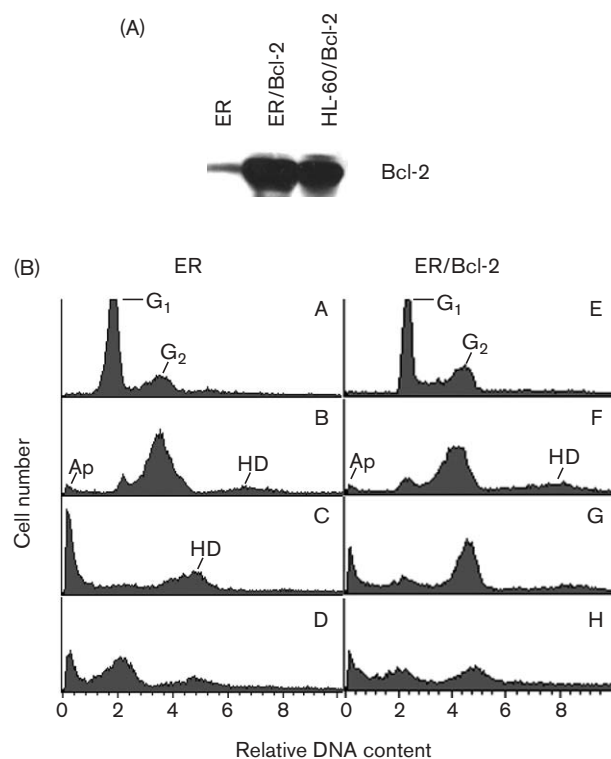 (A)
ER
ER/Bcl-2
HL-60/Bcl-2
Bcl-2
(B)
ER
ER/Bcl-2
G1
A
G2
G1
E
G2
Ap
HD
B
Ap
HD
F
HD
C
G
D
H
Cell number
0 2 4 6 8
0 2 4 6 8
Relative DNA content